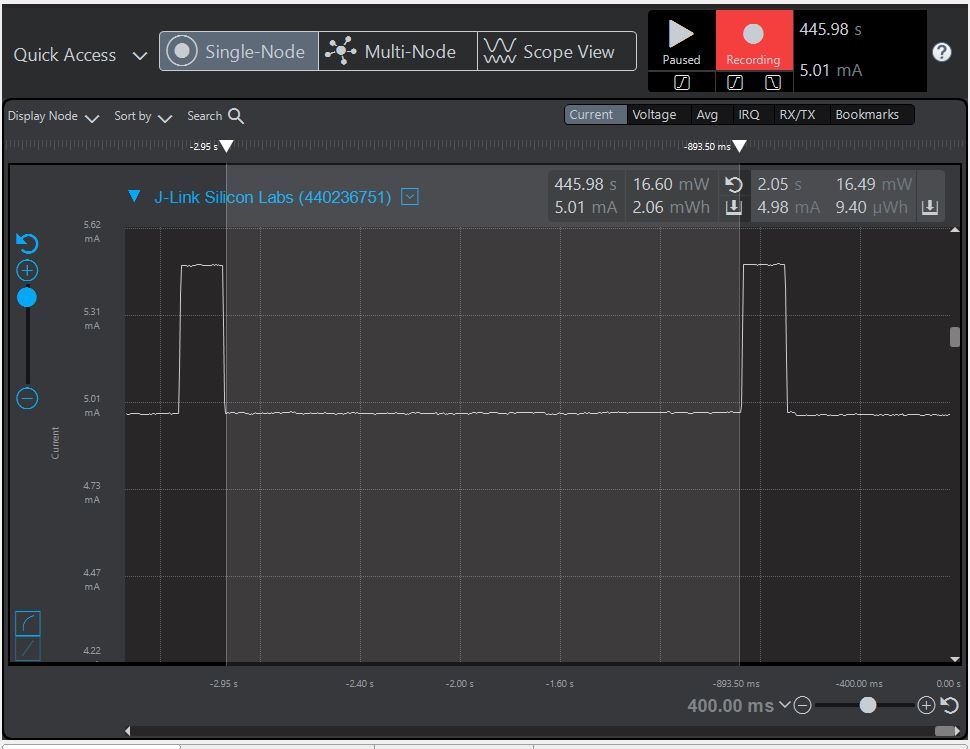 Quick Access Single-Node Multi-Node Scope View
Paused Recording
445.98 s
5.01 mA
Display Node Sort by Search
Current Voltage Avg IRQ RX/TX Bookmarks
-2.95 s -893.50 ms
J-Link Silicon Labs (440236751)
445.98 s 16.60 mW 2.05 s 16.49 mW
5.01 mA 2.06 mWh 4.98 mA 9.40 µWh
5.62
mA
5.31
mA
5.01
mA
Current
4.73
mA
4.47
mA
4.22
-2.95 s -2.40 s -2.00 s -1.60 s -893.50 ms -400.00 ms 0.00 s
400.00 ms